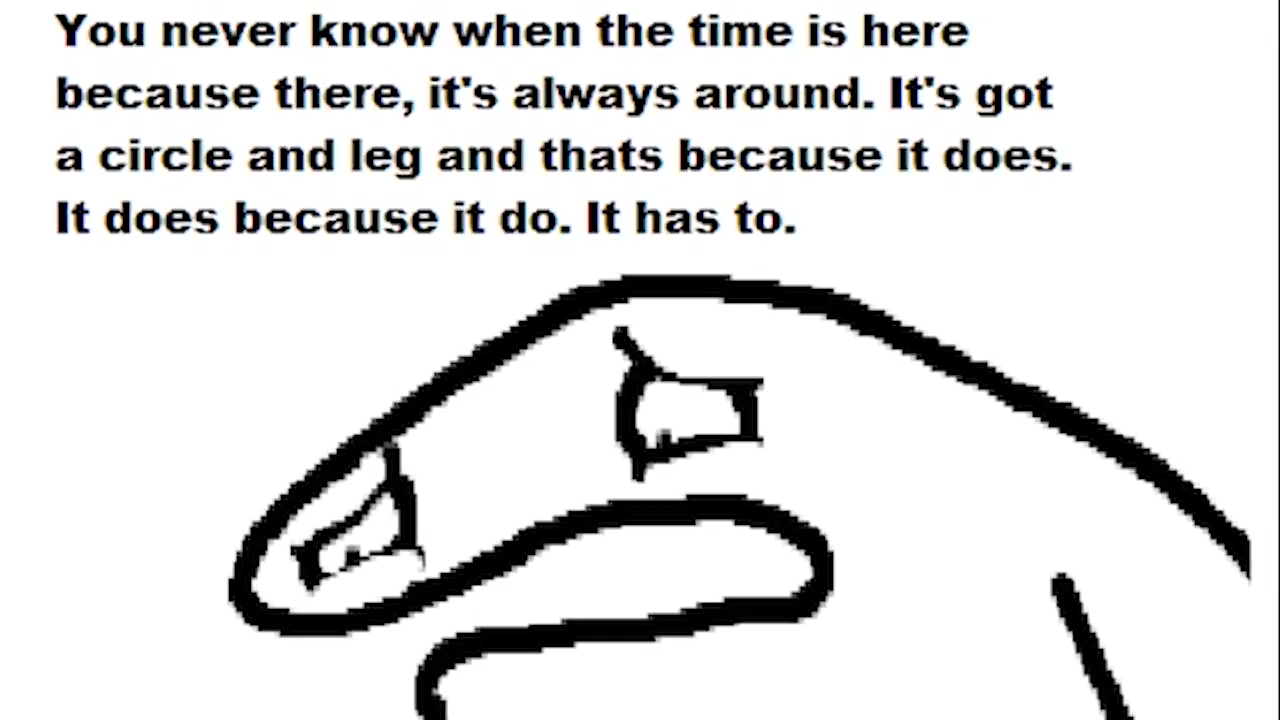 You never know when the time is here
because there, it's always around. It's got
a circle and leg and thats because it does.
It does because it do. It has to.